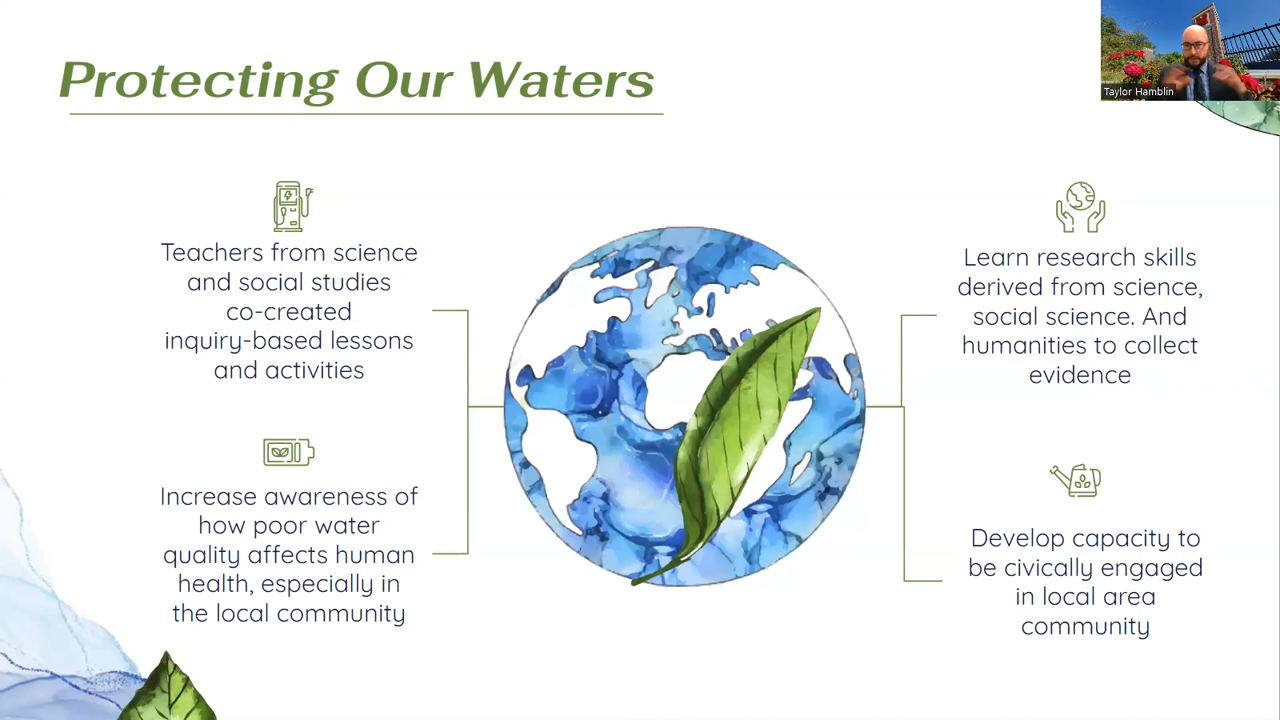 Protecting Our Waters
Taylor Hamblin
Teachers from science
and social studies
co-created
inquiry-based lessons
and activities
Increase awareness of
how poor water
quality affects human
health, especially in
the local community
Learn research skills
derived from science,
social science. And
humanities to collect
evidence
Develop capacity to
be civically engaged
in local area
community